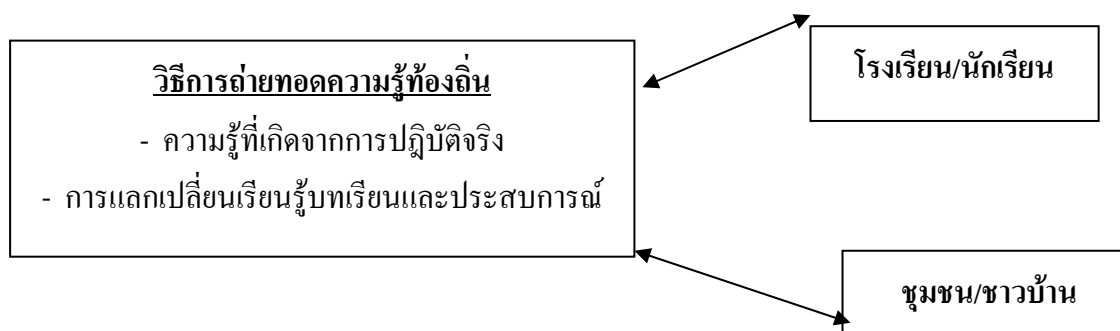 วิธีการถ่ายทอดความรู้ท้องถิ่น
- ความรู้ที่เกิดจากการปฎิบัติจริง
- การแลกเปลี่ยนเรียนรู้บทเรียนและประสบการณ์
โรงเรียน/นักเรียน
ชุมชน/ชาวบ้าน